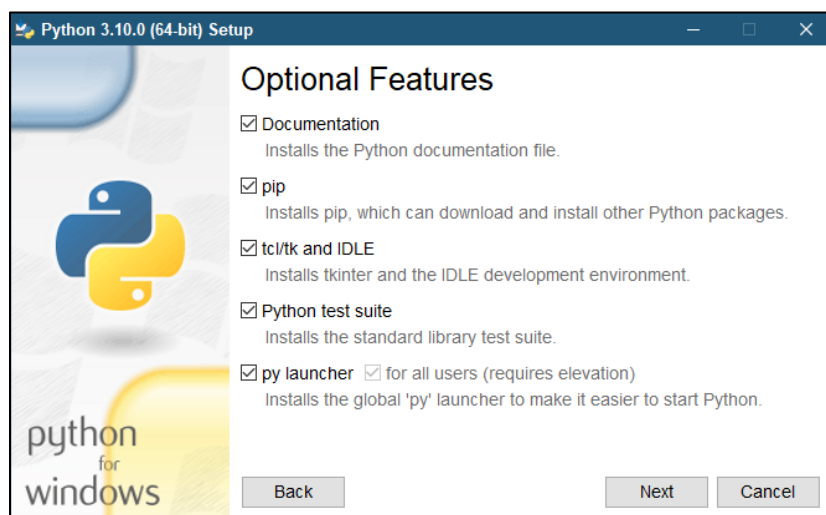 Python 3.10.0 (64-bit) Setup
Optional Features
Documentation
Installs the Python documentation file.
pip
Installs pip, which can download and install other Python packages.
tcl/tk and IDLE
Installs tkinter and the IDLE development environment.
Python test suite
Installs the standard library test suite.
py launcher for all users (requires elevation)
Installs the global 'py' launcher to make it easier to start Python.
python
for
windows
Back Next Cancel